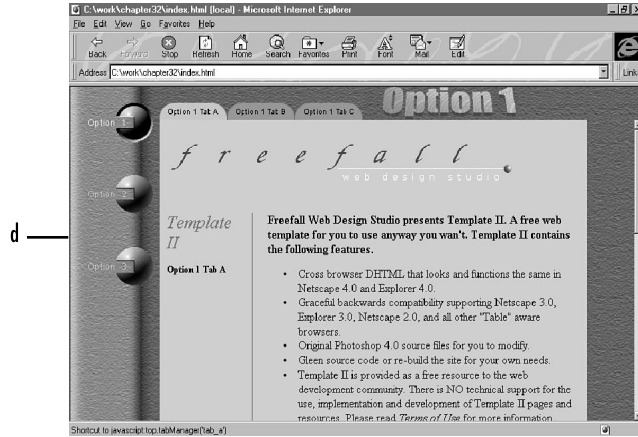 C:\work\chapter32\index.html (local) - Microsoft Internet Explorer
File Edit View Go Favorites Help
Back Forward Stop Refresh Home Search Favorites Print Font Mail Edit
Address C:\work\chapter32\index.html Link
Option 1
Option 1 Tab A Option 1 Tab B Option 1 Tab C
Option 1
freefall
web design studio
Option 2
Option 3
d
Template
II
Option 1 Tab A
Freefall Web Design Studio presents Template II. A free web
template for you to use anyway you wan't. Template II contains
the following features.
• Cross browser DHTML that looks and functions the same in
Netscape 4.0 and Explorer 4.0.
• Graceful backwards compatibility supporting Netscape 3.0,
Explorer 3.0, Netscape 2.0, and all other "Table" aware
browsers.
• Original Photoshop 4.0 source files for you to modify.
• Gleen source code or re-build the site for your own needs.
• Template II is provided as a free resource to the web
development community. There is NO technical support for the
use, implementation and development of Template II pages and
resources. Please read Terms of Use for more information
Shortcut to javascript:top.tabManager('tab_a')